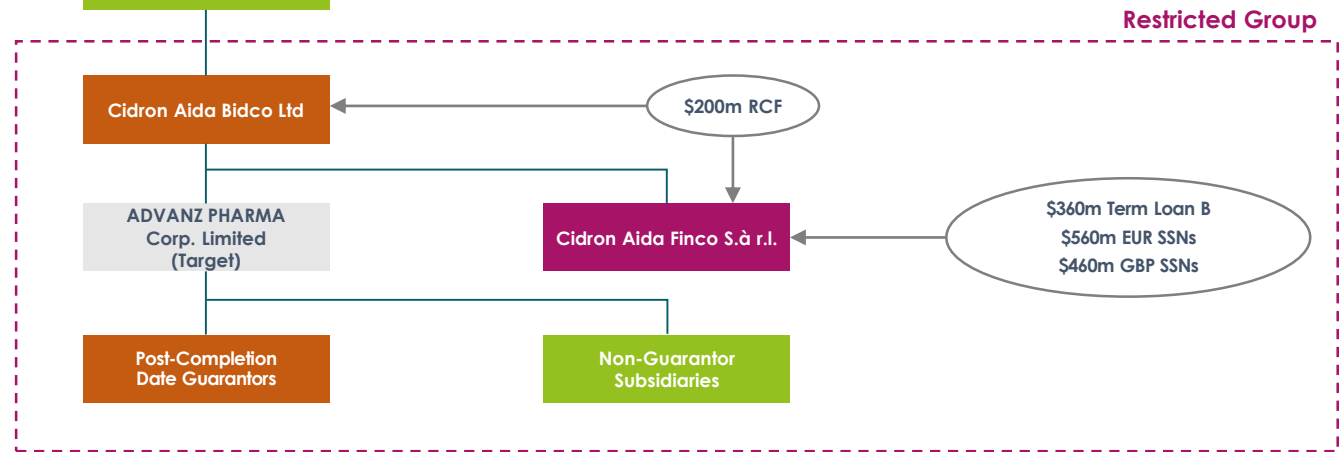 Restricted Group
Cidron Aida Bidco Ltd
$200m RCF
ADVANZ PHARMA
Corp. Limited
(Target)
Cidron Aida Finco S.à r.l.
$360m Term Loan B
$560m EUR SSNs
$460m GBP SSNs
Post-Completion
Date Guarantors
Non-Guarantor
Subsidiaries